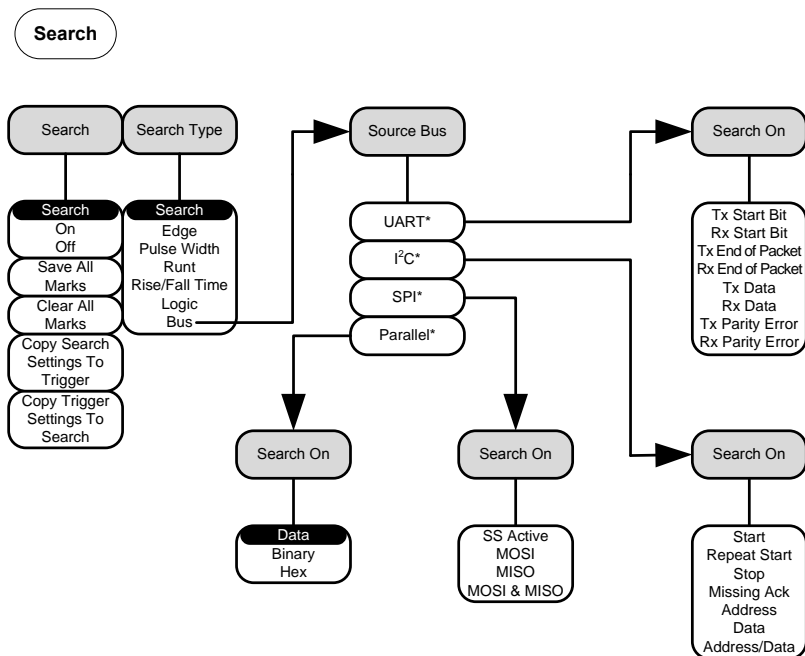 Search
Search
Search
On
Off
Save All
Marks
Clear All
Marks
Copy Search
Settings To
Trigger
Copy Trigger
Settings To
Search
Search Type
Search
Edge
Pulse Width
Runt
Rise/Fall Time
Logic
Bus
Source Bus
UART*
I²C*
SPI*
Parallel*
Search On
Tx Start Bit
Rx Start Bit
Tx End of Packet
Rx End of Packet
Tx Data
Rx Data
Tx Parity Error
Rx Parity Error
Search On
Data
Binary
Hex
Search On
SS Active
MOSI
MISO
MOSI & MISO
Search On
Start
Repeat Start
Stop
Missing Ack
Address
Data
Address/Data